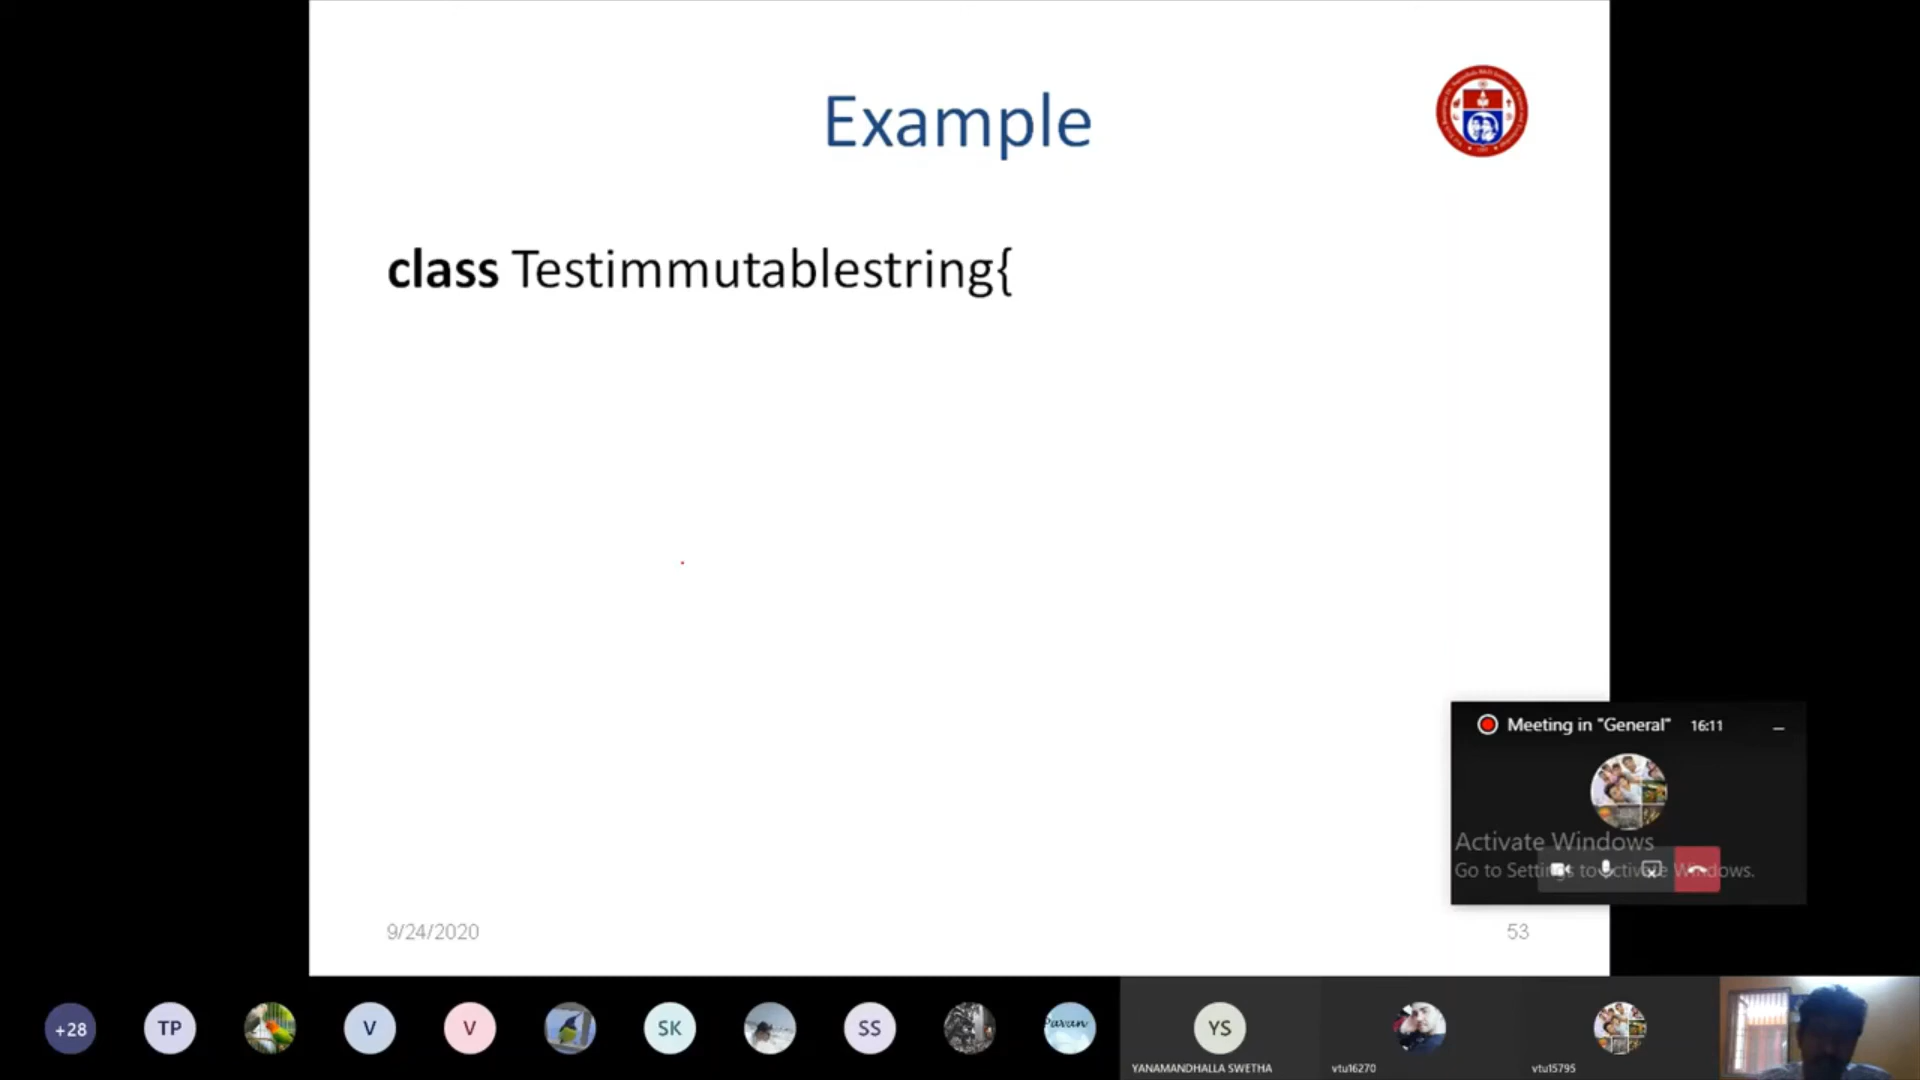 Example
class Testimmutablestring{
Meeting in "General" 16:11
Activate Windows
Go to Settings to activate Windows.
9/24/2020
53
+28
TP
V
V
SK
SS
Pavan
YS
YANAMANDHALLA SWETHA
vtu16270
vtu15795